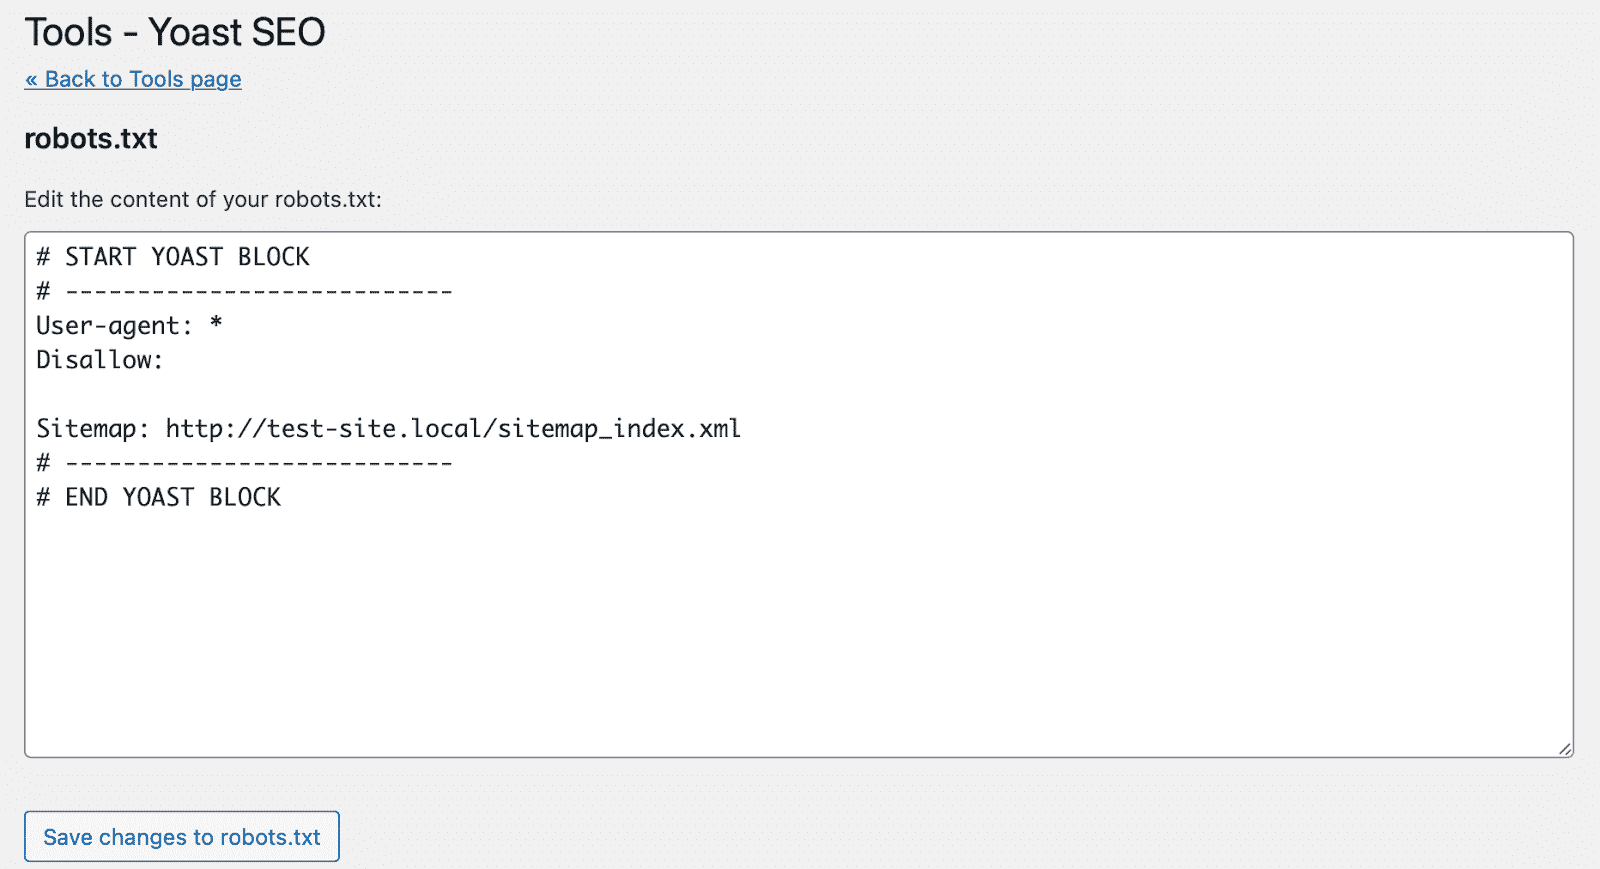 Tools - Yoast SEO
« Back to Tools page
robots.txt
Edit the content of your robots.txt:
# START YOAST BLOCK
# ---------------------------
User-agent: *
Disallow:
Sitemap: http://test-site.local/sitemap_index.xml
# ---------------------------
# END YOAST BLOCK
Save changes to robots.txt